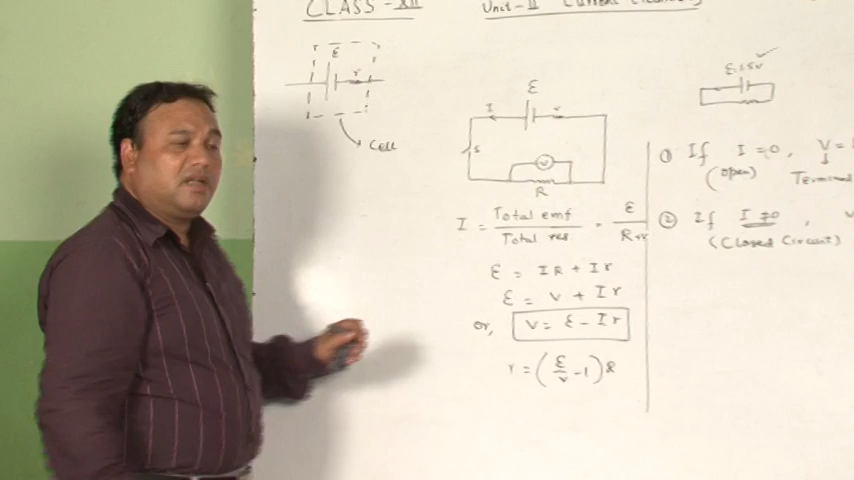 CLASS - XII
Unit - II Current
ε
r
Cell
ε
I
r
S
V
R
I = Total emf / Total res = ε / R+r
ε = IR + Ir
ε = V + Ir
or, V = ε - Ir
r = (ε/V - 1) R
ε = 1.5v
① If I = 0, V =
(open)
② If I ≠ 0,
(Closed Circuit)